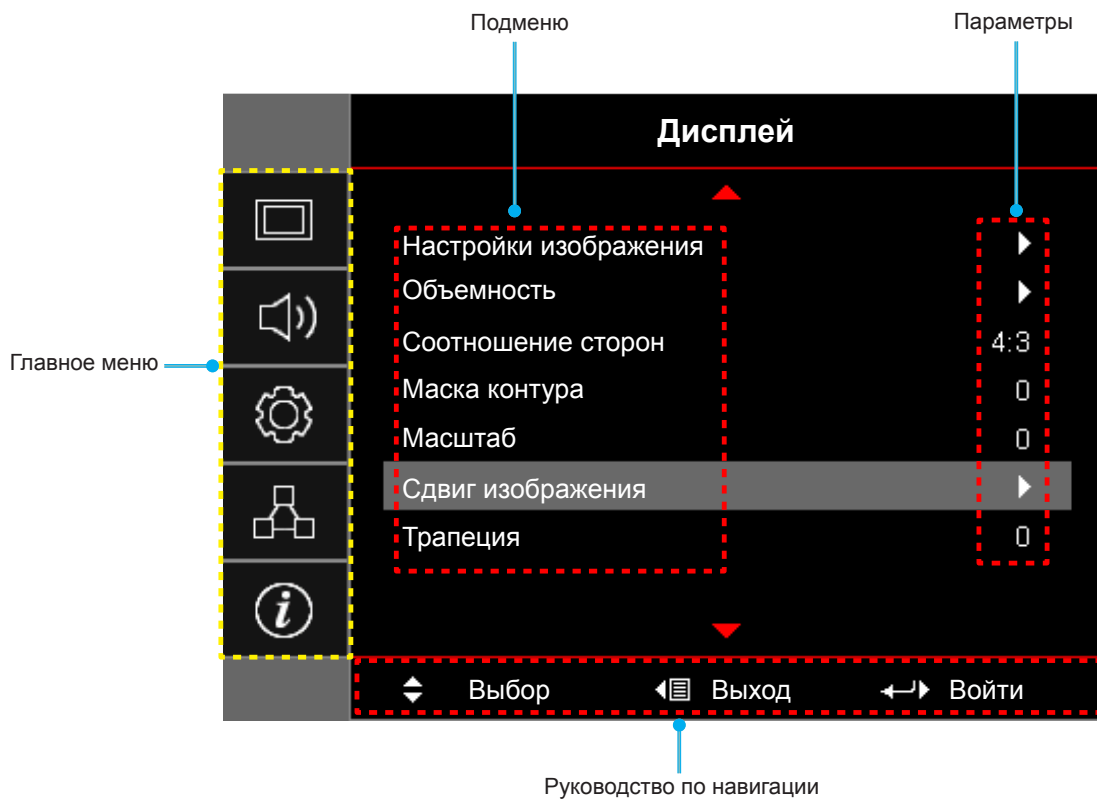 Подменю
Параметры
Дисплей
Настройки изображения
Объемность
Соотношение сторон 4:3
Главное меню
Маска контура 0
Масштаб 0
Сдвиг изображения
Трапеция 0
i
Выбор Выход Войти
Руководство по навигации